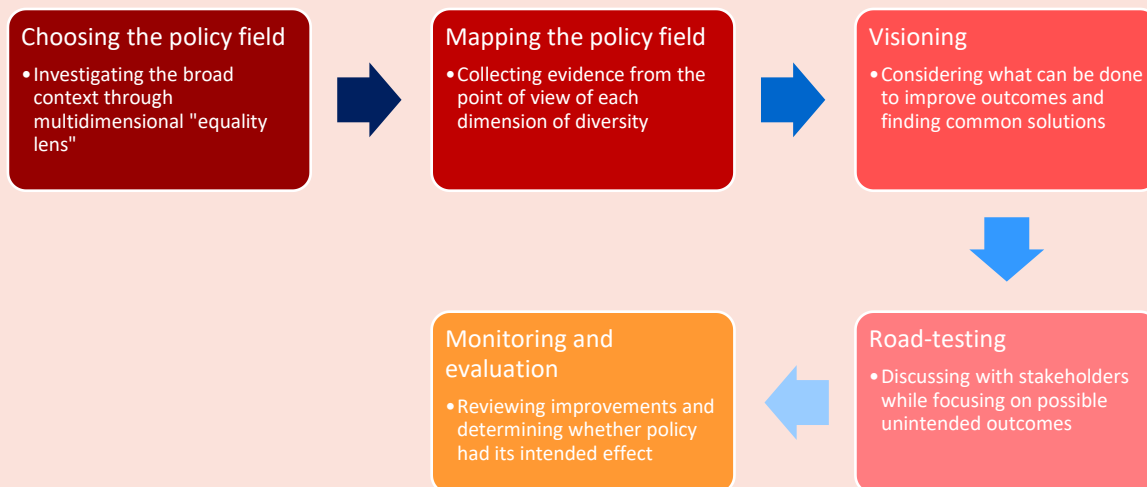 Choosing the policy field
•Investigating the broad
context through
multidimensional "equality
lens"
Mapping the policy field
•Collecting evidence from the
point of view of each
dimension of diversity
Visioning
•Considering what can be done
to improve outcomes and
finding common solutions
Road-testing
•Discussing with stakeholders
while focusing on possible
unintended outcomes
Monitoring and
evaluation
•Reviewing improvements and
determining whether policy
had its intended effect